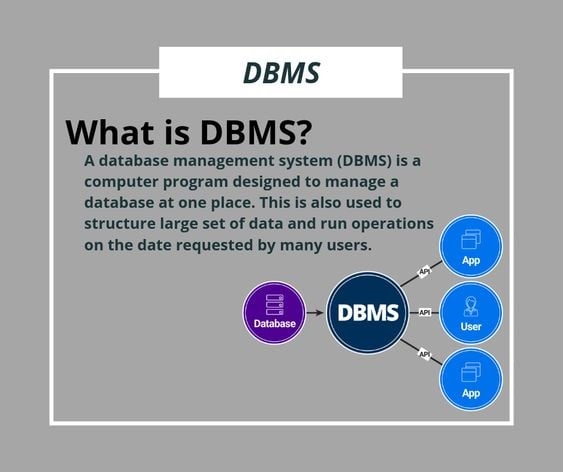 DBMS
What is DBMS?
A database management system (DBMS) is a
computer program designed to manage a
database at one place. This is also used to
structure large set of data and run operations
on the date requested by many users.
App
API
Database
DBMS
API
User
API
App